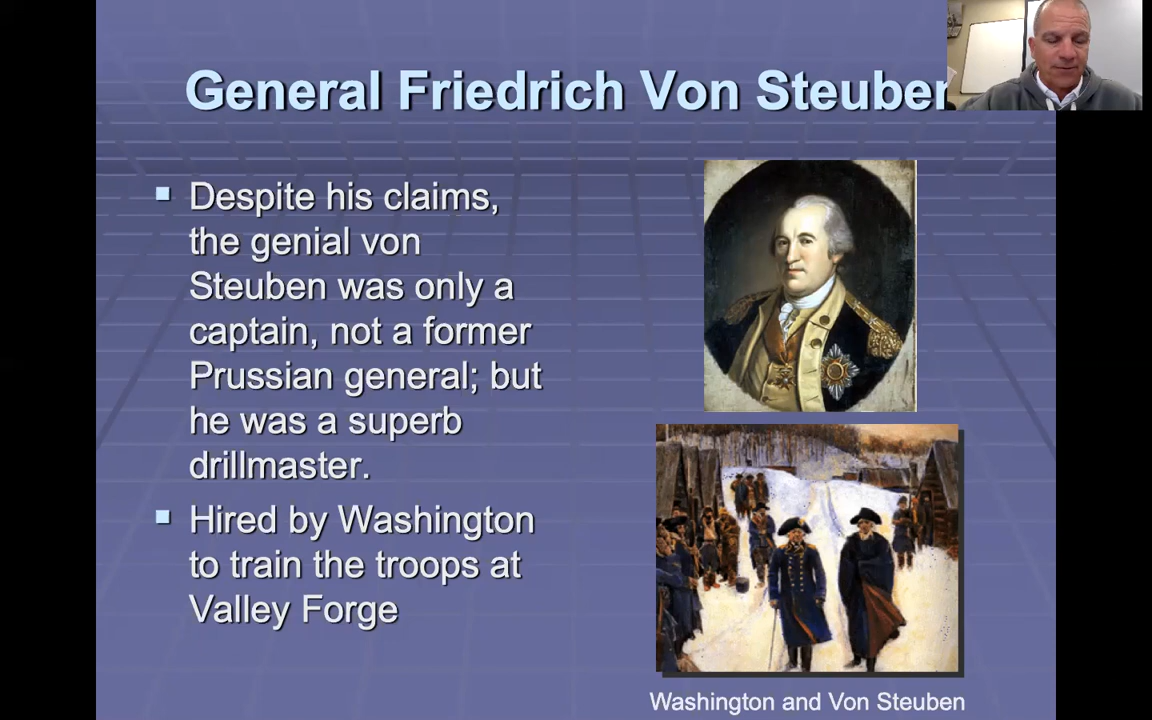 General Friedrich Von Steuben
Despite his claims,
the genial von
Steuben was only a
captain, not a former
Prussian general; but
he was a superb
drillmaster.
Hired by Washington
to train the troops at
Valley Forge
Washington and Von Steuben